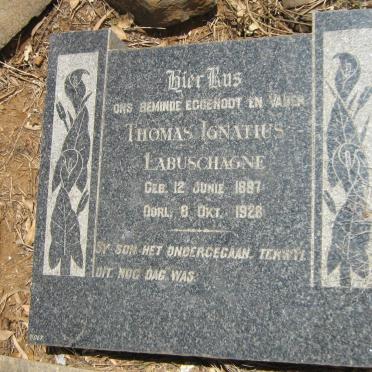 Hier Rus
ONS BEMINDE EGGENOOT EN VADER
THOMAS IGNATIUS
LABUSCHAGNE
GEB. 12 JUNIE 1887
OORL. 8 OKT. 1928
SY SON HET ONDERGEGAAN, TERWYL
DIT NOG DAG WAS.